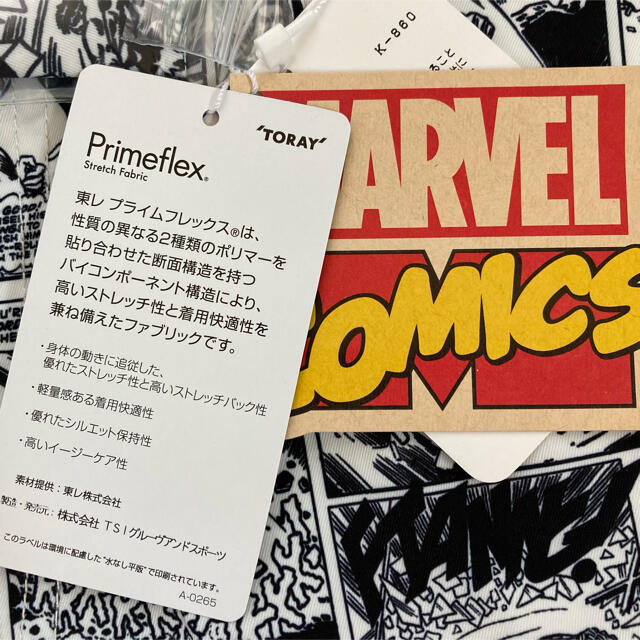 K-860
"TORAY"
Primeflex®
Stretch Fabric
東レ プライムフレックス®は、
性質の異なる2種類のポリマーを
貼り合わせた断面構造を持つ
バイコンポーネント構造により、
高いストレッチ性と着用快適性を
兼ね備えたファブリックです。
・身体の動きに追従した、
優れたストレッチ性と高いストレッチバック性
・軽量感ある着用快適性
・優れたシルエット保持性
・高いイージーケア性
素材提供：東レ株式会社
製造・発売元：株式会社 TSIグルーヴアンドスポーツ
このラベルは環境に配慮した"水なし平版"で印刷されています。
A-0265
MARVEL
COMICS
FLAME!